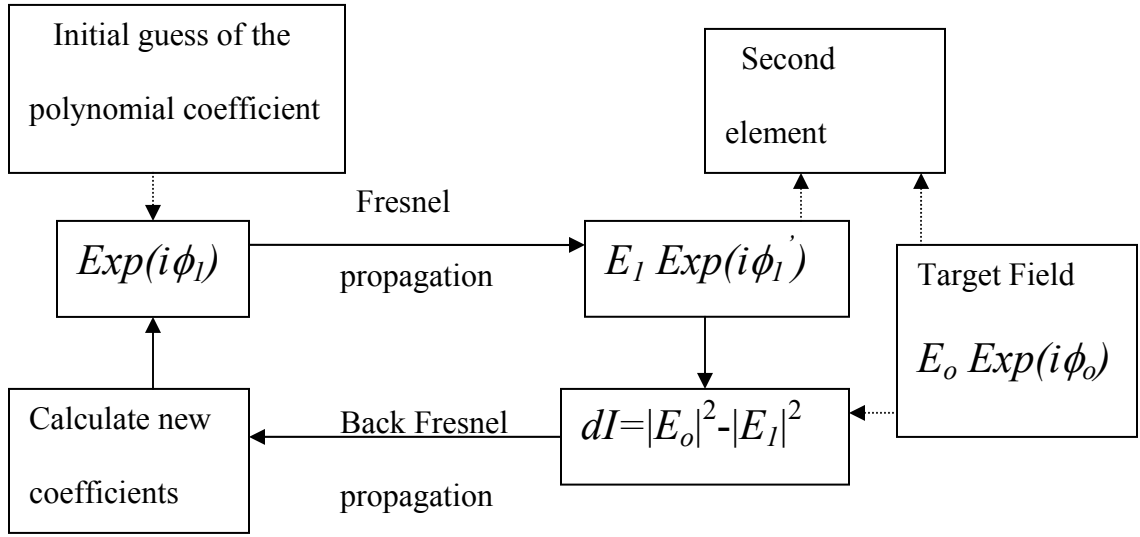 Initial guess of the
polynomial coefficient
Second
element
Fresnel
propagation
Exp(iϕ₁)
E₁ Exp(iϕ₁’)
Target Field
Eₒ Exp(iϕₒ)
Calculate new
coefficients
Back Fresnel
propagation
dI=|Eₒ|²-|E₁|²